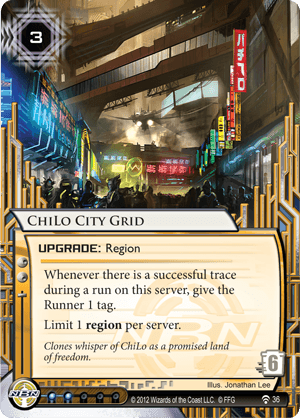 3
CHILO CITY GRID
UPGRADE: Region
Whenever there is a successful trace
during a run on this server, give the
Runner 1 tag.
Limit 1 region per server.
Clones whisper of ChiLo as a promised land
of freedom.
6
NBN
Illus. Jonathan Lee
NBN
© 2012 Wizards of the Coast LLC. © FFG
36